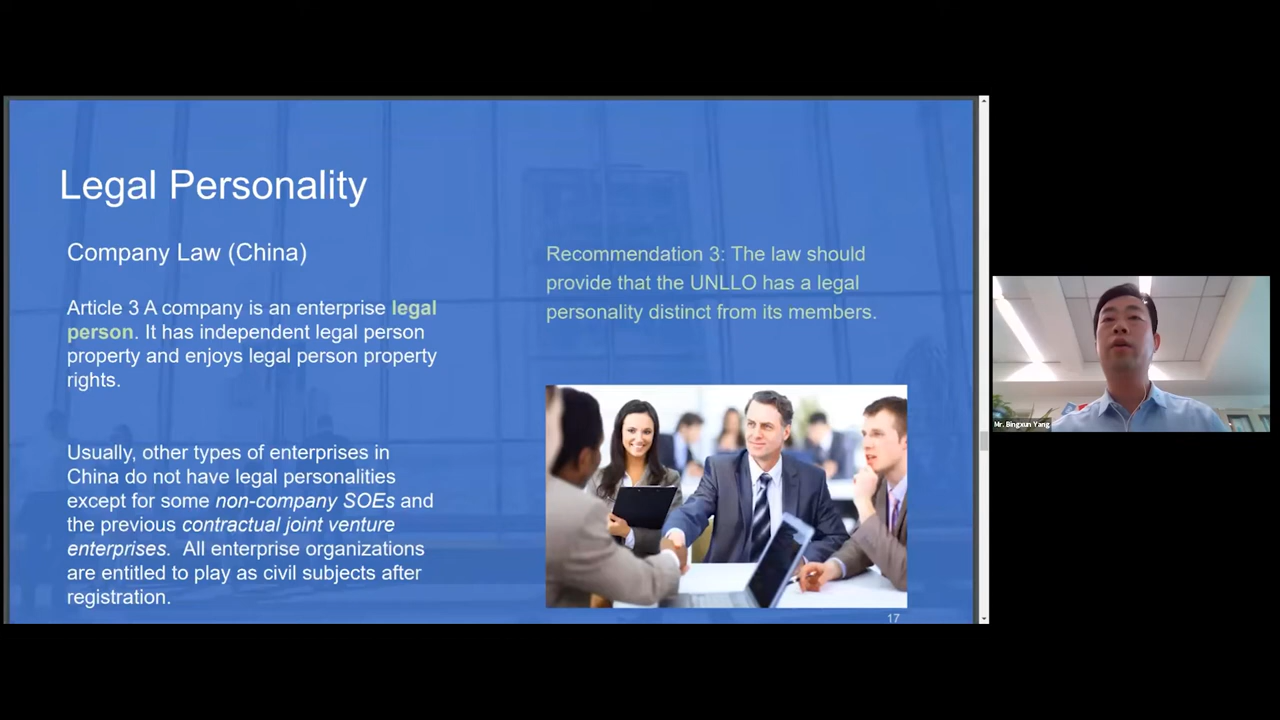 Legal Personality
Company Law (China)
Article 3 A company is an enterprise legal
person. It has independent legal person
property and enjoys legal person property
rights.
Usually, other types of enterprises in
China do not have legal personalities
except for some non-company SOEs and
the previous contractual joint venture
enterprises.  All enterprise organizations
are entitled to play as civil subjects after
registration.
Recommendation 3: The law should
provide that the UNLLO has a legal
personality distinct from its members.
17
Mr. Bingxun Yang